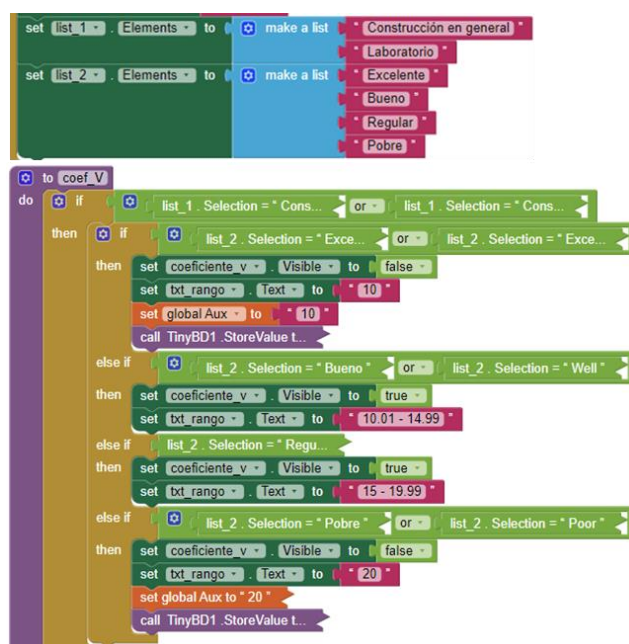 set list_1 . Elements to make a list " Construcción en general "
" Laboratorio "
set list_2 . Elements to make a list " Excelente "
" Bueno "
" Regular "
" Pobre "
to coef_V
do if list_1 . Selection = " Cons... or list_1 . Selection = " Cons...
then if list_2 . Selection = " Exce... or list_2 . Selection = " Exce...
then set coeficiente_v . Visible to false
set txt_rango . Text to " 10 "
set global Aux to " 10 "
call TinyBD1 .StoreValue t...
else if list_2 . Selection = " Bueno " or list_2 . Selection = " Well "
then set coeficiente_v . Visible to true
set txt_rango . Text to " 10.01 - 14.99 "
else if list_2 . Selection = " Regu...
then set coeficiente_v . Visible to true
set txt_rango . Text to " 15 - 19.99 "
else if list_2 . Selection = " Pobre " or list_2 . Selection = " Poor "
then set coeficiente_v . Visible to false
set txt_rango . Text to " 20 "
set global Aux to " 20 "
call TinyBD1 .StoreValue t...